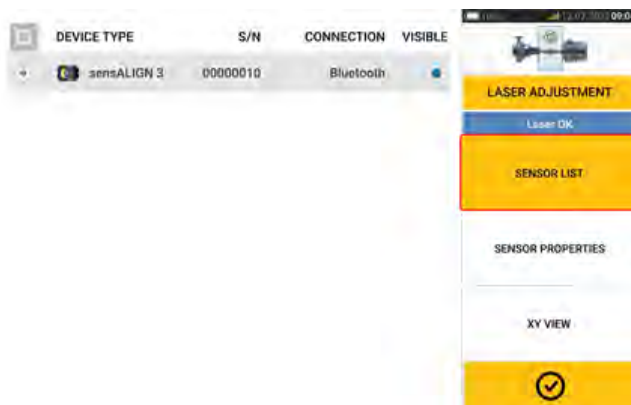 DEVICE TYPE S/N CONNECTION VISIBLE
sensALIGN 3 00000010 Bluetooth
LASER ADJUSTMENT
Laser OK
SENSOR LIST
SENSOR PROPERTIES
XY VIEW